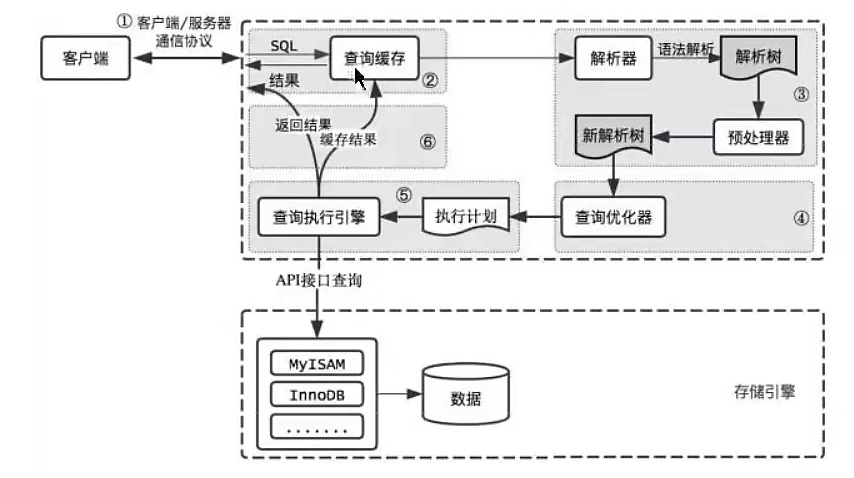 ① 客户端/服务器
通信协议
客户端
SQL
结果
查询缓存
②
解析器
语法解析
解析树
③
预处理器
新解析树
返回结果
缓存结果
⑥
查询执行引擎
⑤
执行计划
查询优化器
④
API接口查询
MyISAM
InnoDB
.......
数据
存储引擎